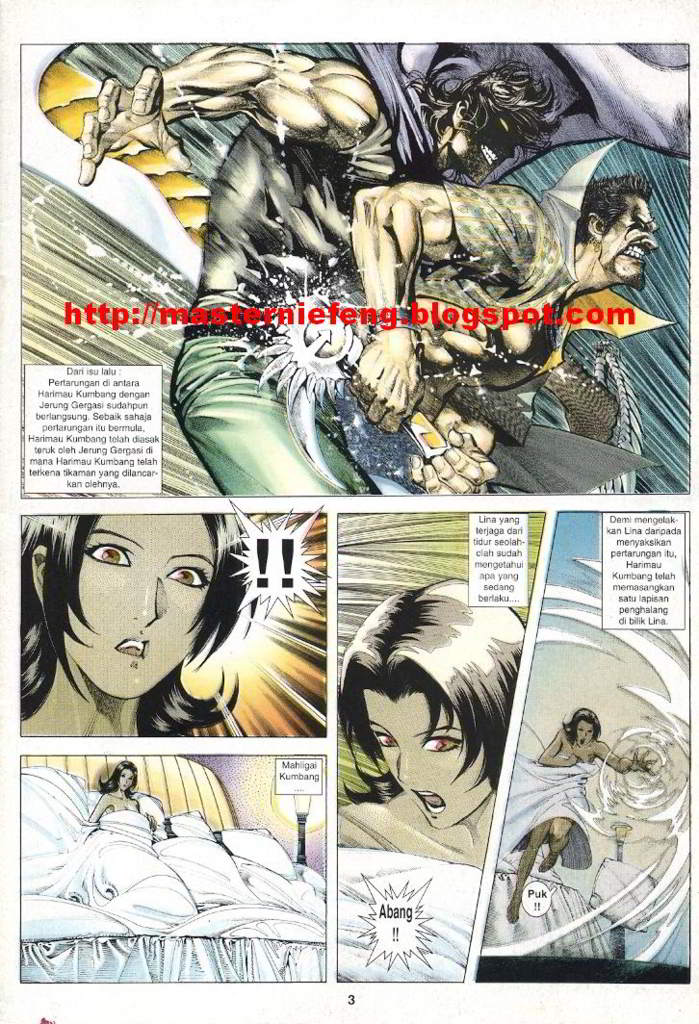 http://masterniefeng.blogspot.com
Dari isu lalu :
Pertarungan di antara
Harimau Kumbang dengan
Jerung Gergasi sudahpun
berlangsung. Sebaik sahaja
pertarungan itu bermula,
Harimau Kumbang telah diasak
teruk oleh Jerung Gergasi di
mana Harimau Kumbang telah
terkena tikaman yang dilancar-
kan olehnya.
!!
Mahligai
Kumbang
....
Lina yang
terjaga dari
tidur seolah-
olah sudah
mengetahui
apa yang
sedang
berlaku....
Abang
!!
Demi mengelak-
kan Lina daripada
menyaksikan
pertarungan itu,
Harimau
Kumbang telah
memasangkan
satu lapisan
penghalang
di bilik Lina.
Puk
!!
3